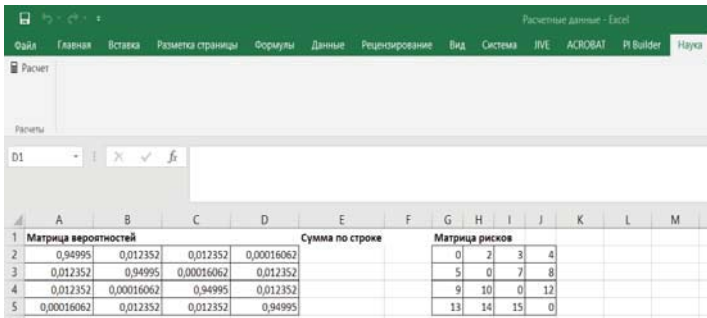 Расчетные данные - Excel
Файл Главная Вставка Разметка страницы Формулы Данные Рецензирование Вид Система JIVE ACROBAT PI Builder Наука
Расчет
Расчеты
D1 fx
A B C D E F G H I J K L M
1 Матрица вероятностей Сумма по строке Матрица рисков
2 0,94995 0,012352 0,012352 0,00016062 0 2 3 4
3 0,012352 0,94995 0,00016062 0,012352 5 0 7 8
4 0,012352 0,00016062 0,94995 0,012352 9 10 0 12
5 0,00016062 0,012352 0,012352 0,94995 13 14 15 0